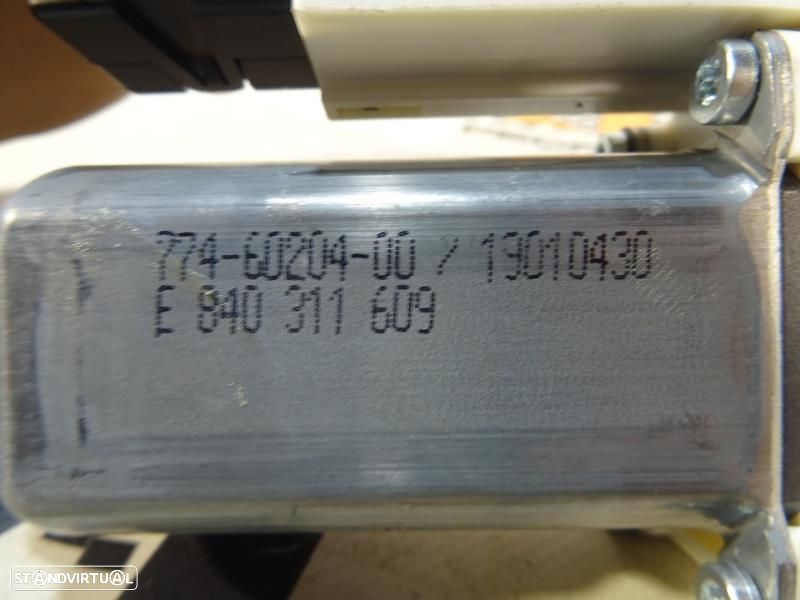 774-60204-00 / 19010430
E 840 311 609
STANDVIRTUAL